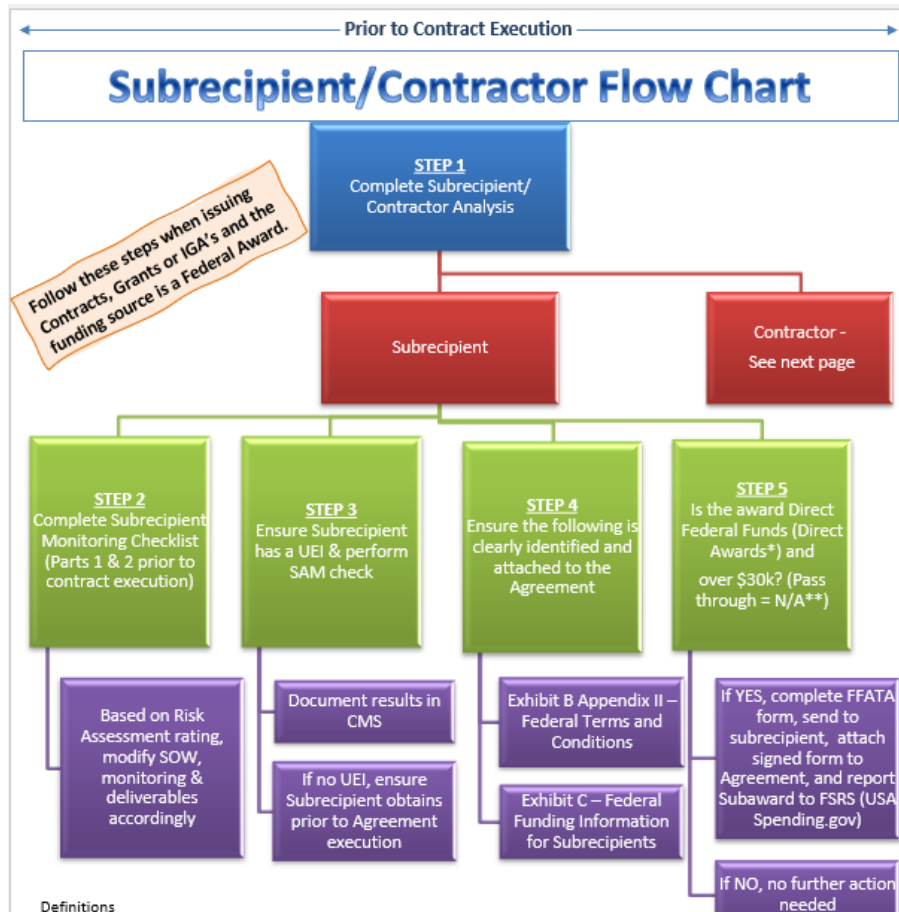 Prior to Contract Execution
Subrecipient/Contractor Flow Chart
Follow these steps when issuing
Contracts, Grants or IGA's and the
funding source is a Federal Award.
STEP 1
Complete Subrecipient/
Contractor Analysis
Subrecipient
Contractor -
See next page
STEP 2
Complete Subrecipient
Monitoring Checklist
(Parts 1 & 2 prior to
contract execution)
STEP 3
Ensure Subrecipient
has a UEI & perform
SAM check
STEP 4
Ensure the following is
clearly identified and
attached to the
Agreement
STEP 5
Is the award Direct
Federal Funds (Direct
Awards*) and
over $30k? (Pass
through = N/A**)
Based on Risk
Assessment rating,
modify SOW,
monitoring &
deliverables
accordingly
Document results in
CMS
If no UEI, ensure
Subrecipient obtains
prior to Agreement
execution
Exhibit B Appendix II –
Federal Terms and
Conditions
Exhibit C – Federal
Funding Information
for Subrecipients
If YES, complete FFATA
form, send to
subrecipient, attach
signed form to
Agreement, and report
Subaward to FSRS (USA
Spending.gov)
If NO, no further action
needed
Definitions